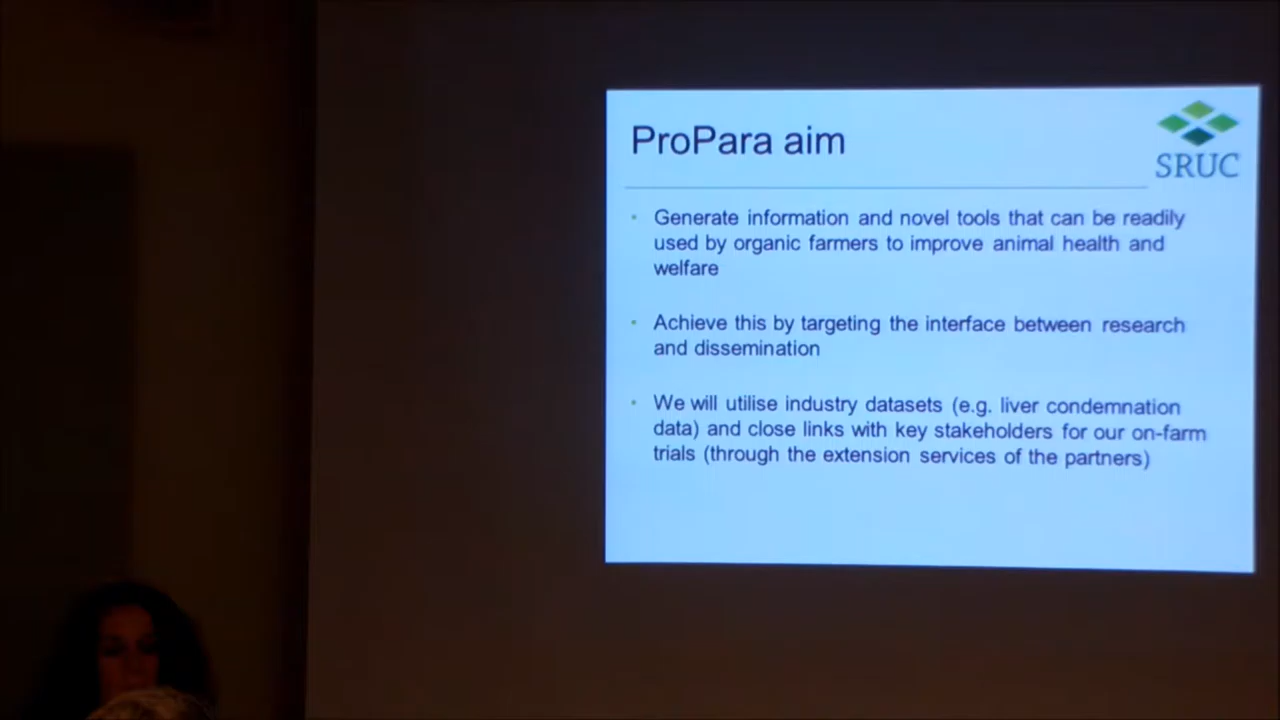 ProPara aim
SRUC
• Generate information and novel tools that can be readily
used by organic farmers to improve animal health and
welfare
• Achieve this by targeting the interface between research
and dissemination
• We will utilise industry datasets (e.g. liver condemnation
data) and close links with key stakeholders for our on-farm
trials (through the extension services of the partners)